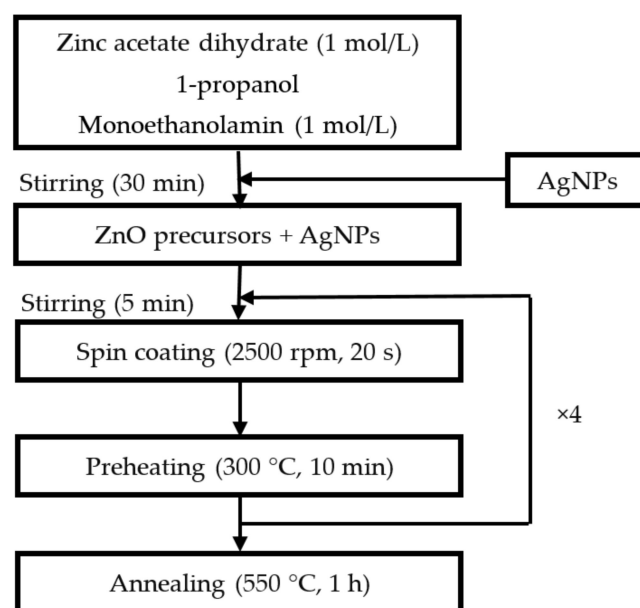 Zinc acetate dihydrate (1 mol/L)
1-propanol
Monoethanolamin (1 mol/L)
Stirring (30 min)
AgNPs
ZnO precursors + AgNPs
Stirring (5 min)
Spin coating (2500 rpm, 20 s)
×4
Preheating (300 °C, 10 min)
Annealing (550 °C, 1 h)